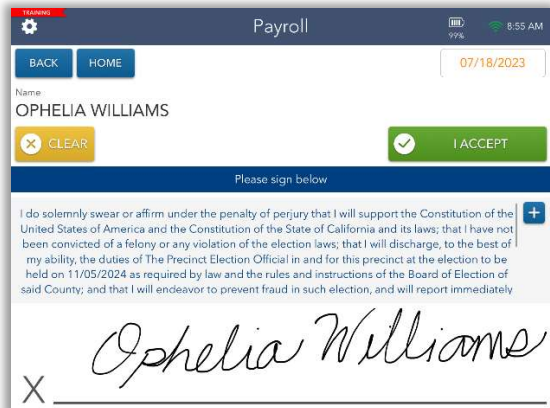 TRAINING
Payroll
99%
8:55 AM
BACK
HOME
07/18/2023
Name
OPHELIA WILLIAMS
CLEAR
I ACCEPT
Please sign below
I do solemnly swear or affirm under the penalty of perjury that I will support the Constitution of the
United States of America and the Constitution of the State of California and its laws; that I have not
been convicted of a felony or any violation of the election laws; that I will discharge, to the best of
my ability, the duties of The Precinct Election Official in and for this precinct at the election to be
held on 11/05/2024 as required by law and the rules and instructions of the Board of Election of
said County; and that I will endeavor to prevent fraud in such election, and will report immediately
Ophelia Williams
X